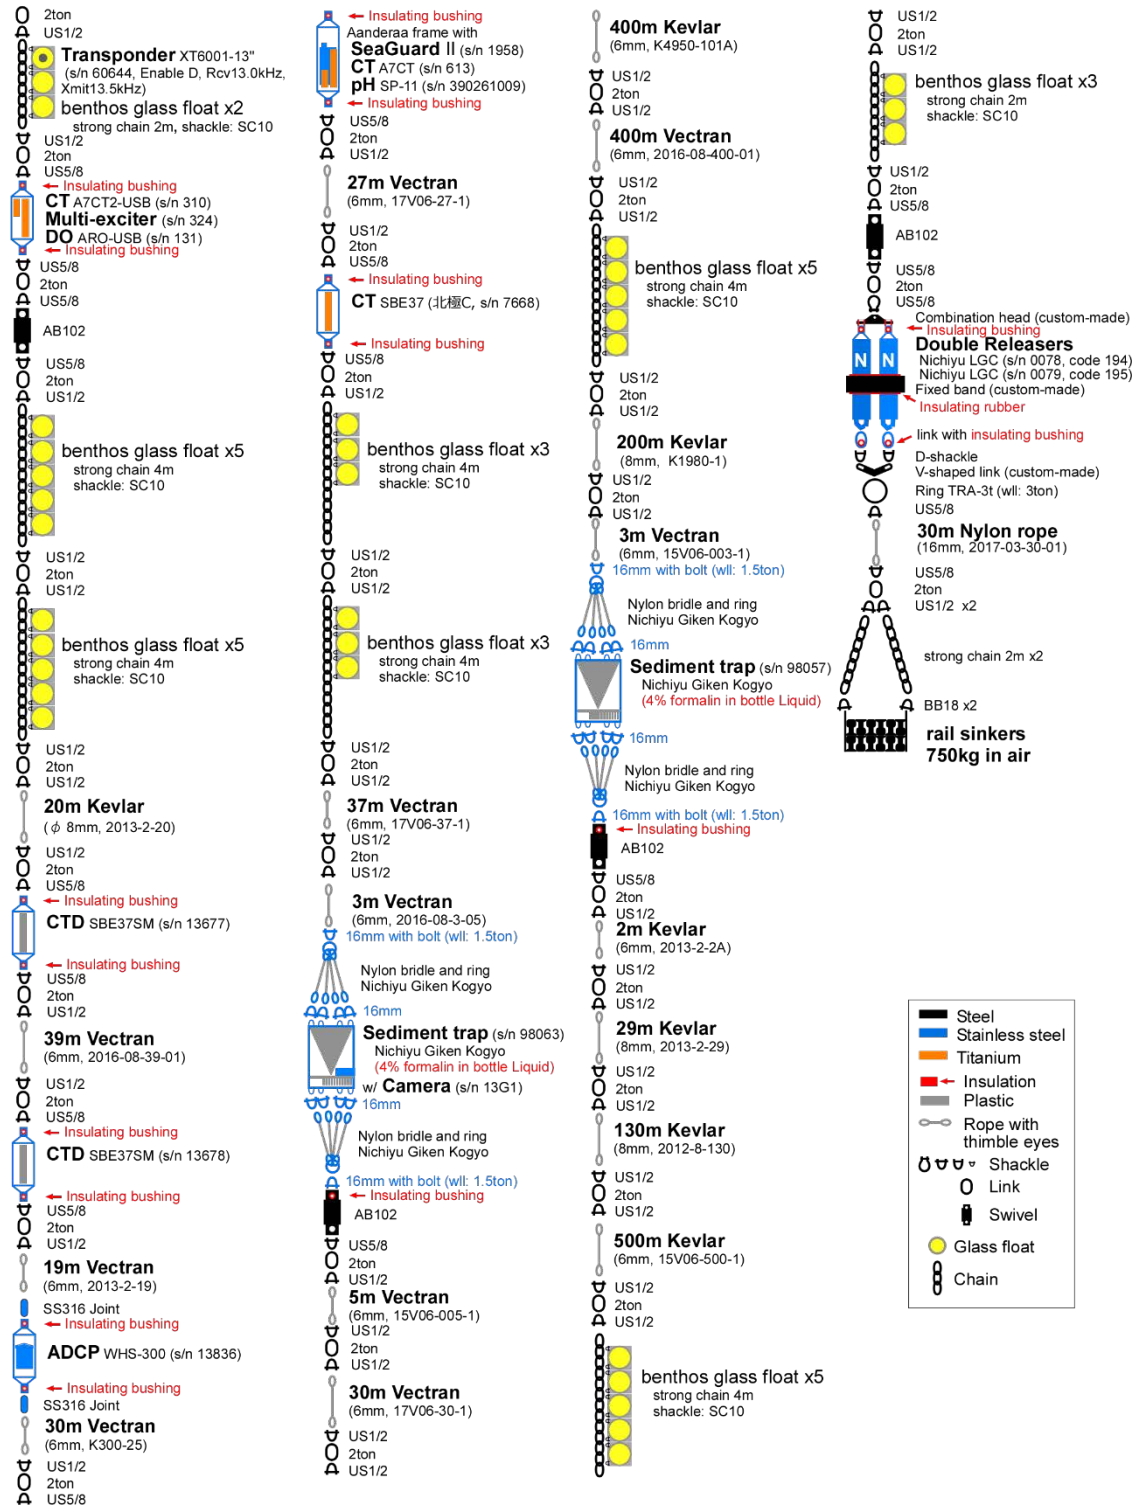 2ton
US1/2
Transponder XT6001-13"
(s/n 60644, Enable D, Rcv13.0kHz,
Xmit13.5kHz)
benthos glass float x2
strong chain 2m, shackle: SC10
US1/2
2ton
US5/8
Insulating bushing
CT A7CT2-USB (s/n 310)
Multi-exciter (s/n 324)
DO ARO-USB (s/n 131)
Insulating bushing
US5/8
2ton
US5/8
AB102
US5/8
2ton
US1/2
benthos glass float x5
strong chain 4m
shackle: SC10
US1/2
2ton
US1/2
benthos glass float x5
strong chain 4m
shackle: SC10
US1/2
2ton
US1/2
20m Kevlar
(ϕ 8mm, 2013-2-20)
US1/2
2ton
US5/8
Insulating bushing
CTD SBE37SM (s/n 13677)
Insulating bushing
US5/8
2ton
US1/2
39m Vectran
(6mm, 2016-08-39-01)
US1/2
2ton
US5/8
Insulating bushing
CTD SBE37SM (s/n 13678)
Insulating bushing
US5/8
2ton
US1/2
19m Vectran
(6mm, 2013-2-19)
SS316 Joint
Insulating bushing
ADCP WHS-300 (s/n 13836)
Insulating bushing
SS316 Joint
30m Vectran
(6mm, K300-25)
US1/2
2ton
US5/8
Insulating bushing
Aanderaa frame with
SeaGuard II (s/n 1958)
CT A7CT (s/n 613)
pH SP-11 (s/n 390261009)
Insulating bushing
US5/8
2ton
US1/2
27m Vectran
(6mm, 17V06-27-1)
US1/2
2ton
US5/8
Insulating bushing
CT SBE37 (北極C, s/n 7668)
Insulating bushing
US5/8
2ton
US1/2
benthos glass float x3
strong chain 4m
shackle: SC10
US1/2
2ton
US1/2
benthos glass float x3
strong chain 4m
shackle: SC10
US1/2
2ton
US1/2
37m Vectran
(6mm, 17V06-37-1)
US1/2
2ton
US1/2
3m Vectran
(6mm, 2016-08-3-05)
16mm with bolt (wll: 1.5ton)
Nylon bridle and ring
Nichiyu Giken Kogyo
16mm
Sediment trap (s/n 98063)
Nichiyu Giken Kogyo
(4% formalin in bottle Liquid)
w/ Camera (s/n 13G1)
16mm
Nylon bridle and ring
Nichiyu Giken Kogyo
16mm with bolt (wll: 1.5ton)
Insulating bushing
AB102
US5/8
2ton
US1/2
5m Vectran
(6mm, 15V06-005-1)
US1/2
2ton
US1/2
30m Vectran
(6mm, 17V06-30-1)
US1/2
2ton
US1/2
400m Kevlar
(6mm, K4950-101A)
US1/2
2ton
US1/2
400m Vectran
(6mm, 2016-08-400-01)
US1/2
2ton
US1/2
benthos glass float x5
strong chain 4m
shackle: SC10
US1/2
2ton
US1/2
200m Kevlar
(8mm, K1980-1)
US1/2
2ton
US1/2
3m Vectran
(6mm, 15V06-003-1)
16mm with bolt (wll: 1.5ton)
Nylon bridle and ring
Nichiyu Giken Kogyo
16mm
Sediment trap (s/n 98057)
Nichiyu Giken Kogyo
(4% formalin in bottle Liquid)
16mm
Nylon bridle and ring
Nichiyu Giken Kogyo
16mm with bolt (wll: 1.5ton)
Insulating bushing
AB102
US5/8
2ton
US1/2
2m Kevlar
(6mm, 2013-2-2A)
US1/2
2ton
US1/2
29m Kevlar
(8mm, 2013-2-29)
US1/2
2ton
US1/2
130m Kevlar
(8mm, 2012-8-130)
US1/2
2ton
US1/2
500m Kevlar
(6mm, 15V06-500-1)
US1/2
2ton
US1/2
benthos glass float x5
strong chain 4m
shackle: SC10
US1/2
2ton
US1/2
benthos glass float x3
strong chain 2m
shackle: SC10
US1/2
2ton
US5/8
AB102
US5/8
2ton
US5/8
Combination head (custom-made)
Insulating bushing
Double Releasers
N N
Nichiyu LGC (s/n 0078, code 194)
Nichiyu LGC (s/n 0079, code 195)
Fixed band (custom-made)
Insulating rubber
link with insulating bushing
D-shackle
V-shaped link (custom-made)
Ring TRA-3t (wll: 3ton)
US5/8
30m Nylon rope
(16mm, 2017-03-30-01)
US5/8
2ton
US1/2 x2
strong chain 2m x2
BB18 x2
rail sinkers
750kg in air
Steel
Stainless steel
Titanium
Insulation
Plastic
Rope with
thimble eyes
Shackle
Link
Swivel
Glass float
Chain